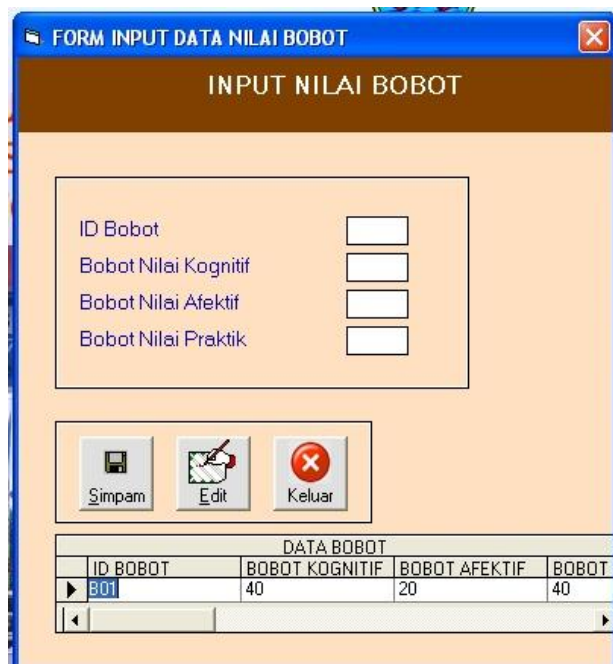 FORM INPUT DATA NILAI BOBOT
INPUT NILAI BOBOT
ID Bobot
Bobot Nilai Kognitif
Bobot Nilai Afektif
Bobot Nilai Praktik
Simpam Edit Keluar
DATA BOBOT
ID BOBOT BOBOT KOGNITIF BOBOT AFEKTIF BOBOT
B01 40 20 40